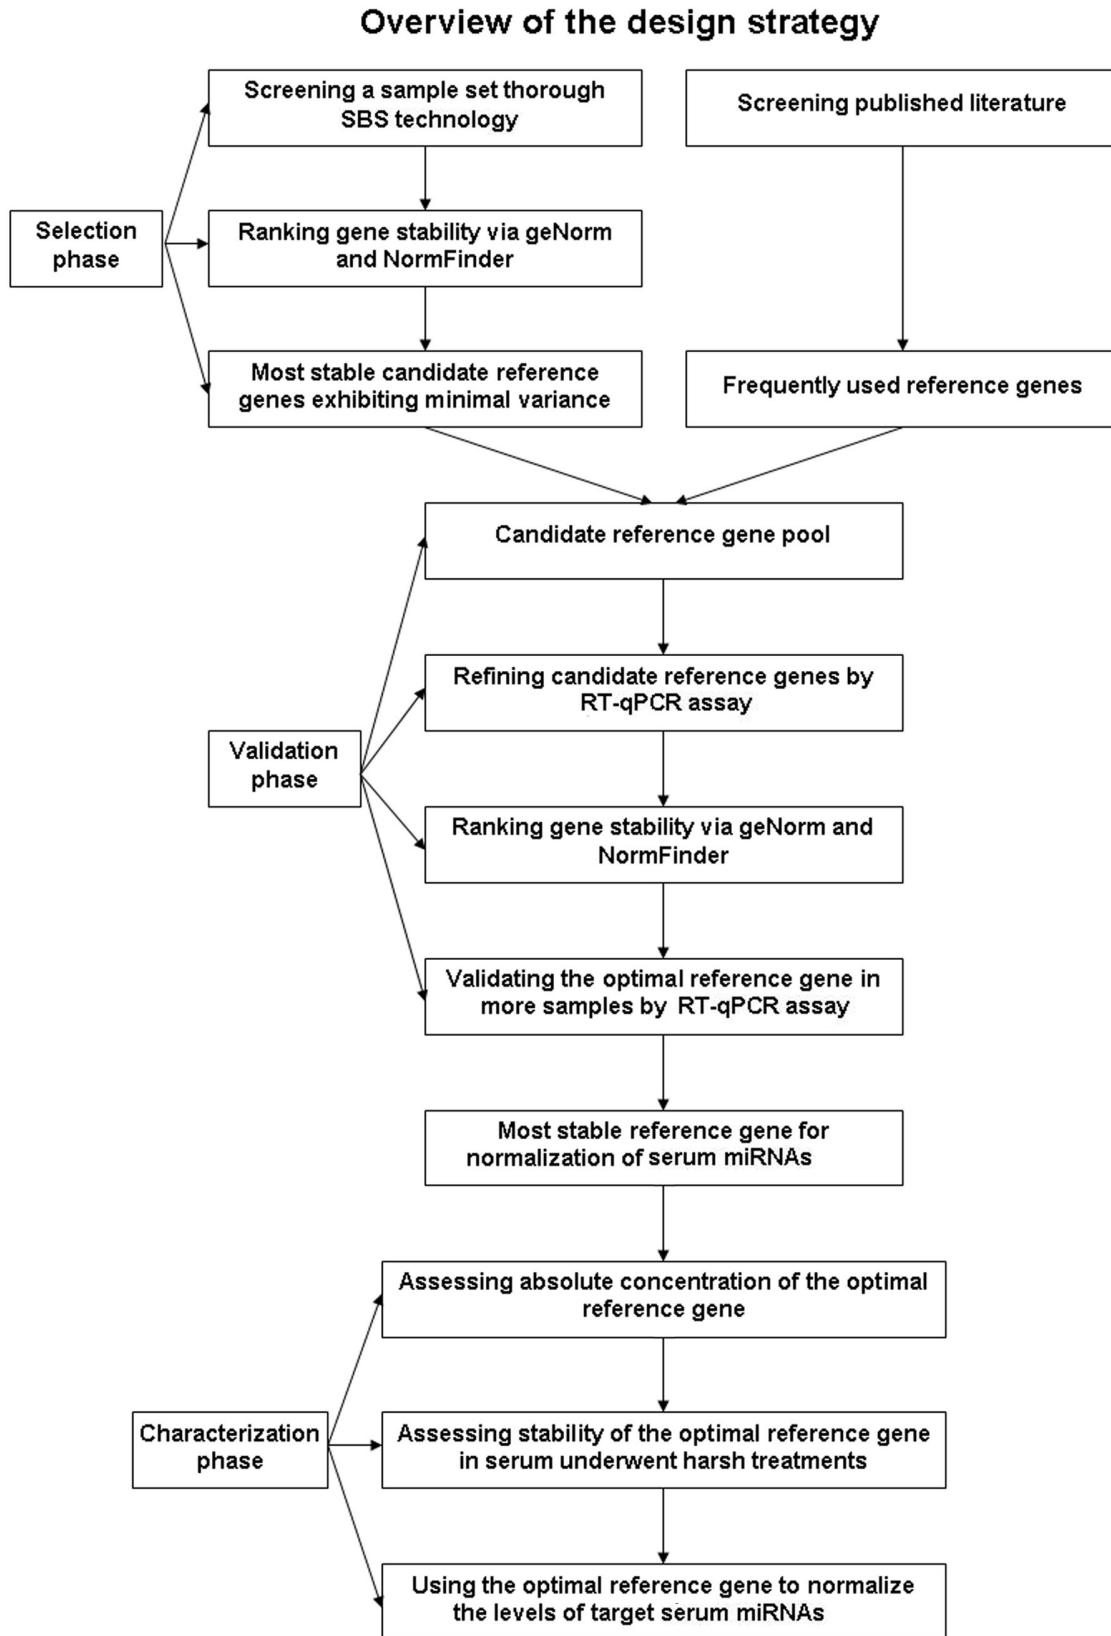 Overview of the design strategy
Screening a sample set thorough
SBS technology
Screening published literature
Selection
phase
Ranking gene stability via geNorm
and NormFinder
Most stable candidate reference
genes exhibiting minimal variance
Frequently used reference genes
Candidate reference gene pool
Refining candidate reference genes by
RT-qPCR assay
Validation
phase
Ranking gene stability via geNorm and
NormFinder
Validating the optimal reference gene in
more samples by RT-qPCR assay
Most stable reference gene for
normalization of serum miRNAs
Assessing absolute concentration of the optimal
reference gene
Characterization
phase
Assessing stability of the optimal reference gene
in serum underwent harsh treatments
Using the optimal reference gene to normalize
the levels of target serum miRNAs